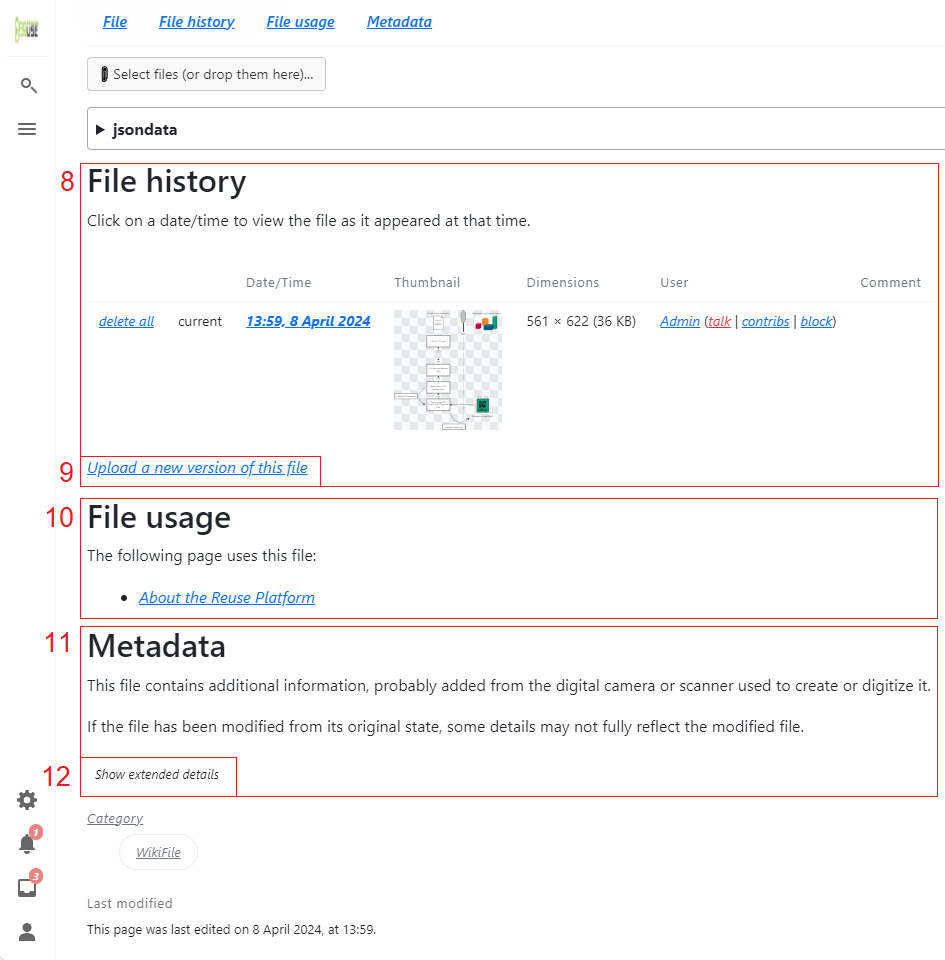 File File history File usage Metadata
Select files (or drop them here)...
jsondata
8
File history
Click on a date/time to view the file as it appeared at that time.
Date/Time Thumbnail Dimensions User Comment
delete all current 13:59, 8 April 2024 561 × 622 (36 KB) Admin (talk | contribs | block)
9
Upload a new version of this file
10
File usage
The following page uses this file:
About the Reuse Platform
11
Metadata
This file contains additional information, probably added from the digital camera or scanner used to create or digitize it.
If the file has been modified from its original state, some details may not fully reflect the modified file.
12
Show extended details
Category
WikiFile
1
3
Last modified
This page was last edited on 8 April 2024, at 13:59.